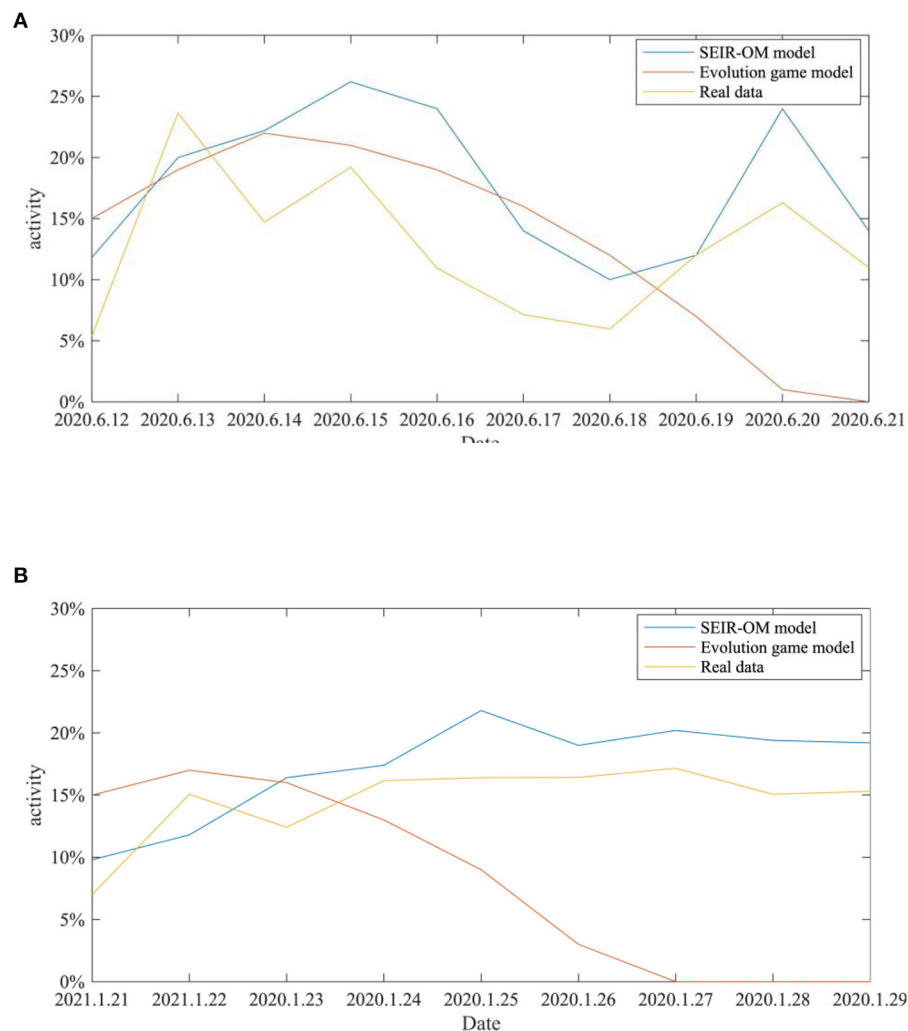 A
30%
25%
20%
15%
10%
5%
0%
activity
SEIR-OM model
Evolution game model
Real data
2020.6.12 2020.6.13 2020.6.14 2020.6.15 2020.6.16 2020.6.17 2020.6.18 2020.6.19 2020.6.20 2020.6.21
Date
B
30%
25%
20%
15%
10%
5%
0%
activity
SEIR-OM model
Evolution game model
Real data
2021.1.21 2021.1.22 2020.1.23 2020.1.24 2020.1.25 2020.1.26 2020.1.27 2020.1.28 2020.1.29
Date